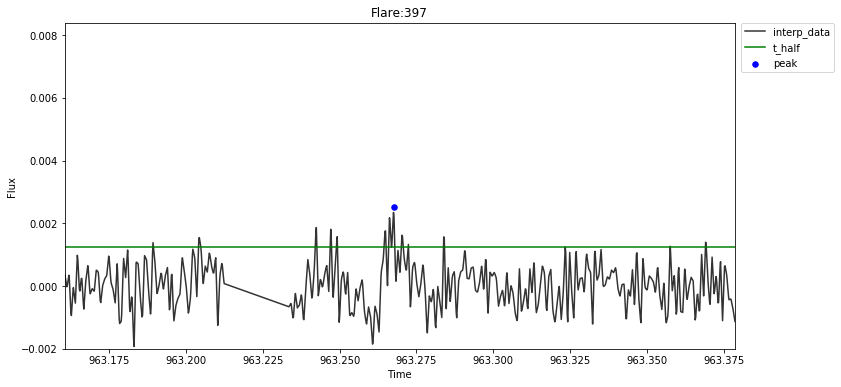 Flare:397
interp_data
t_half
peak
0.008
0.006
0.004
0.002
0.000
−0.002
Flux
963.175
963.200
963.225
963.250
963.275
963.300
963.325
963.350
963.375
Time